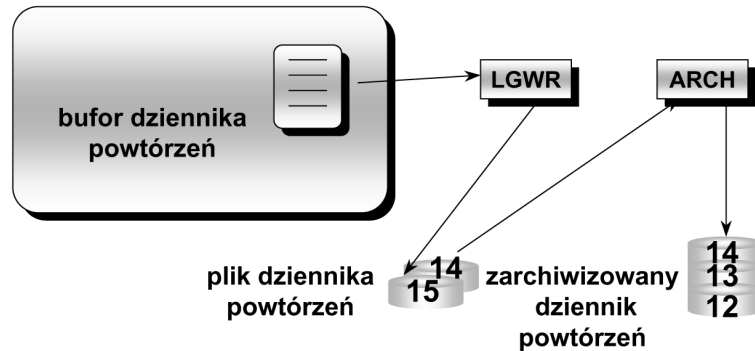 LGWR
ARCH
bufor dziennika
powtórzeń
plik dziennika
powtórzeń
14
15
zarchiwizowany
dziennik
powtórzeń
14
13
12